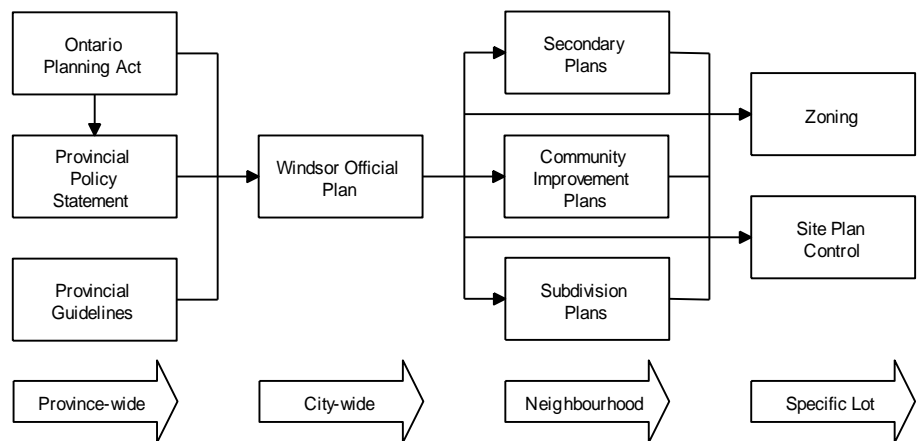 Ontario
Planning Act
Provincial
Policy
Statement
Provincial
Guidelines
Windsor Official
Plan
Secondary
Plans
Community
Improvement
Plans
Subdivision
Plans
Zoning
Site Plan
Control
Province-wide
City-wide
Neighbourhood
Specific Lot